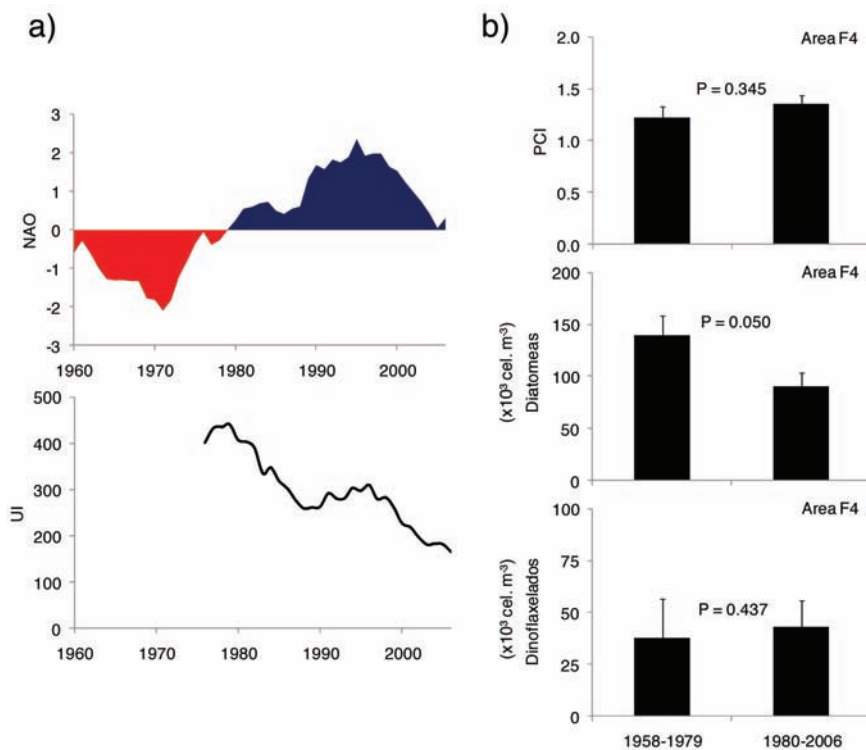 a)
NAO
3
2
1
0
-1
-2
-3
1960 1970 1980 1990 2000
UI
500
400
300
200
100
0
1960 1970 1980 1990 2000
b)
Area F4
PCI
2.0
1.5
1.0
0.5
0.0
P = 0.345
Area F4
(x10³ cel. m⁻³)
Diatomeas
200
150
100
50
0
P = 0.050
Area F4
(x10³ cel. m⁻³)
Dinoflaxelados
100
75
50
25
0
P = 0.437
1958-1979 1980-2006